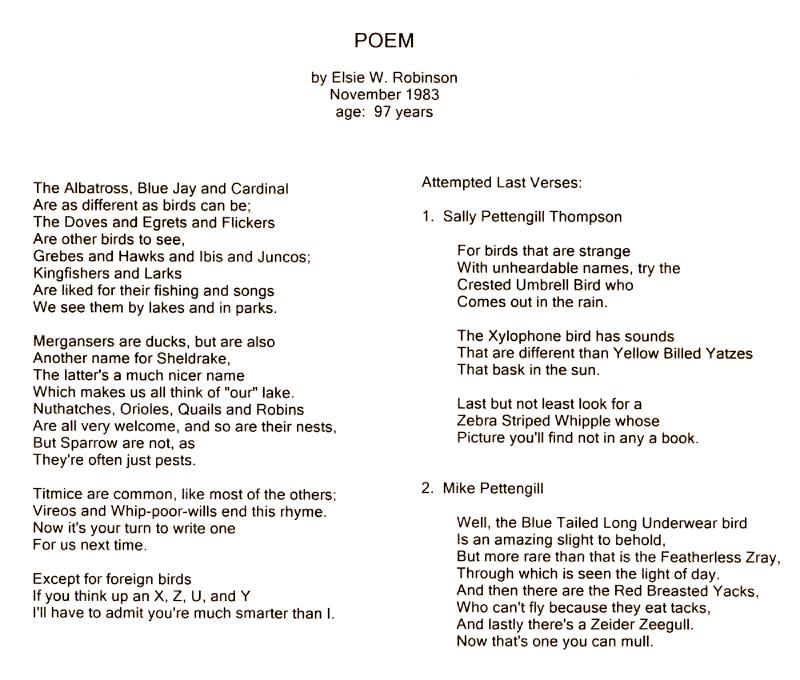 POEM
by Elsie W. Robinson
November 1983
age: 97 years
The Albatross, Blue Jay and Cardinal
Are as different as birds can be;
The Doves and Egrets and Flickers
Are other birds to see,
Grebes and Hawks and Ibis and Juncos;
Kingfishers and Larks
Are liked for their fishing and songs
We see them by lakes and in parks.
Mergansers are ducks, but are also
Another name for Sheldrake,
The latter's a much nicer name
Which makes us all think of "our" lake.
Nuthatches, Orioles, Quails and Robins
Are all very welcome, and so are their nests,
But Sparrow are not, as
They're often just pests.
Titmice are common, like most of the others;
Vireos and Whip-poor-wills end this rhyme.
Now it's your turn to write one
For us next time.
Except for foreign birds
If you think up an X, Z, U, and Y
I'll have to admit you're much smarter than I.
Attempted Last Verses:
1. Sally Pettengill Thompson
For birds that are strange
With unheardable names, try the
Crested Umbrell Bird who
Comes out in the rain.
The Xylophone bird has sounds
That are different than Yellow Billed Yatzes
That bask in the sun.
Last but not least look for a
Zebra Striped Whipple whose
Picture you'll find not in any a book.
2. Mike Pettengill
Well, the Blue Tailed Long Underwear bird
Is an amazing slight to behold,
But more rare than that is the Featherless Zray,
Through which is seen the light of day.
And then there are the Red Breasted Yacks,
Who can't fly because they eat tacks,
And lastly there's a Zeider Zeegull.
Now that's one you can mull.